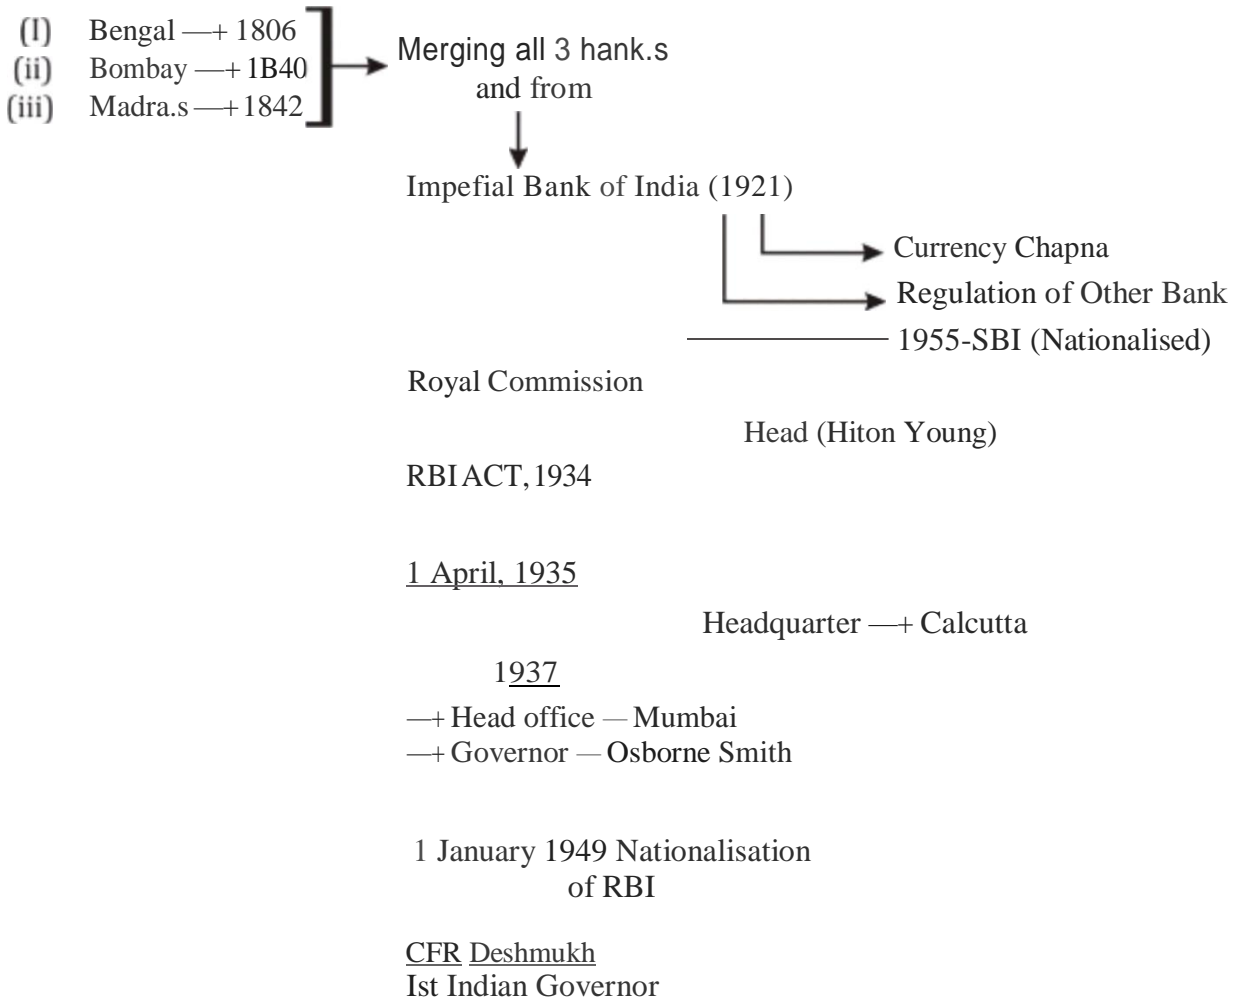 (I) Bengal —+ 1806
(ii) Bombay —+ 1B40
(iii) Madra.s —+ 1842
Merging all 3 hank.s
and from
Impefial Bank of India (1921)
Currency Chapna
Regulation of Other Bank
1955-SBI (Nationalised)
Royal Commission
Head (Hiton Young)
RBI ACT, 1934
1 April, 1935
Headquarter —+ Calcutta
1937
—+ Head office — Mumbai
—+ Governor — Osborne Smith
1 January 1949 Nationalisation
of RBI
CFR Deshmukh
Ist Indian Governor